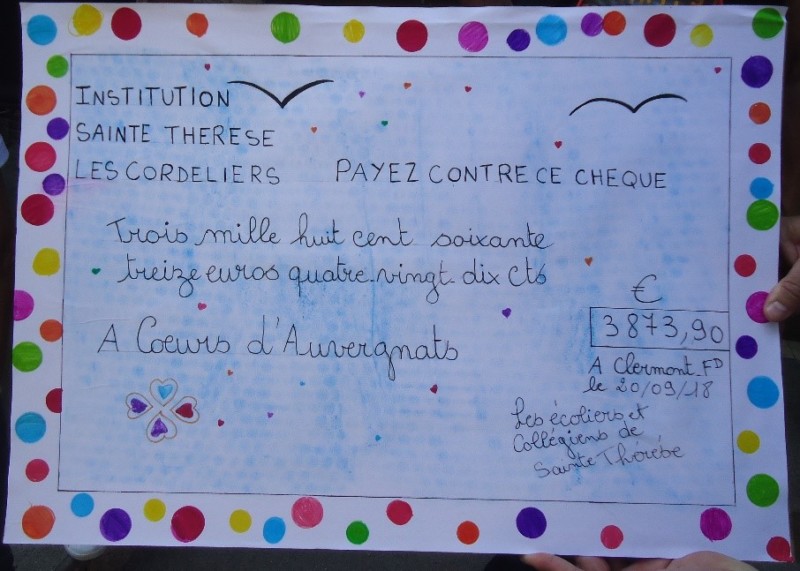 INSTITUTION
SAINTE THERESE
LES CORDELIERS
PAYEZ CONTRE CE CHEQUE
Trois mille huit cent soixante
treize euros quatre-vingt-dix cts
€
3873,90
A Coeurs d'Auvergnats
A Clermont-FD
le 20/09/18
Les écoliers et
Collégiens de
Sainte Thérèse